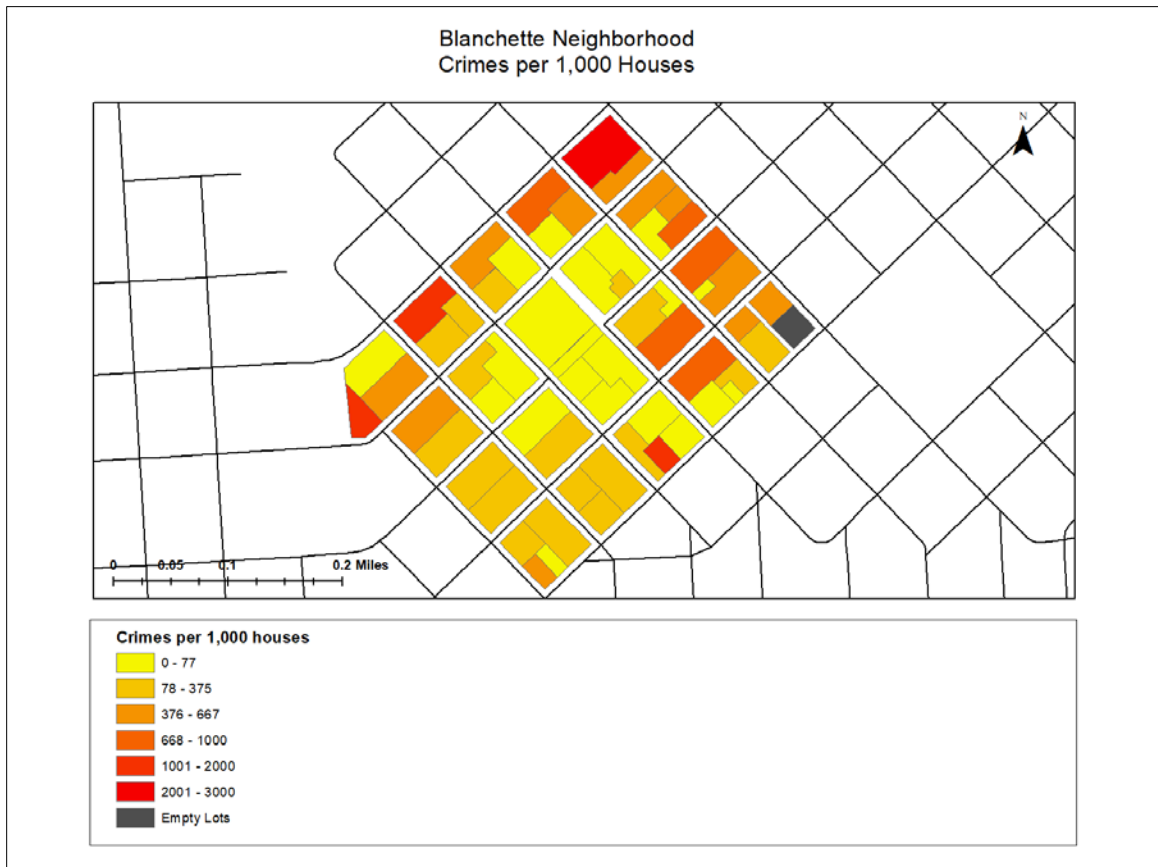 Blanchette Neighborhood
Crimes per 1,000 Houses
N
0 0.05 0.1 0.2 Miles
Crimes per 1,000 houses
0 - 77
78 - 375
376 - 667
668 - 1000
1001 - 2000
2001 - 3000
Empty Lots